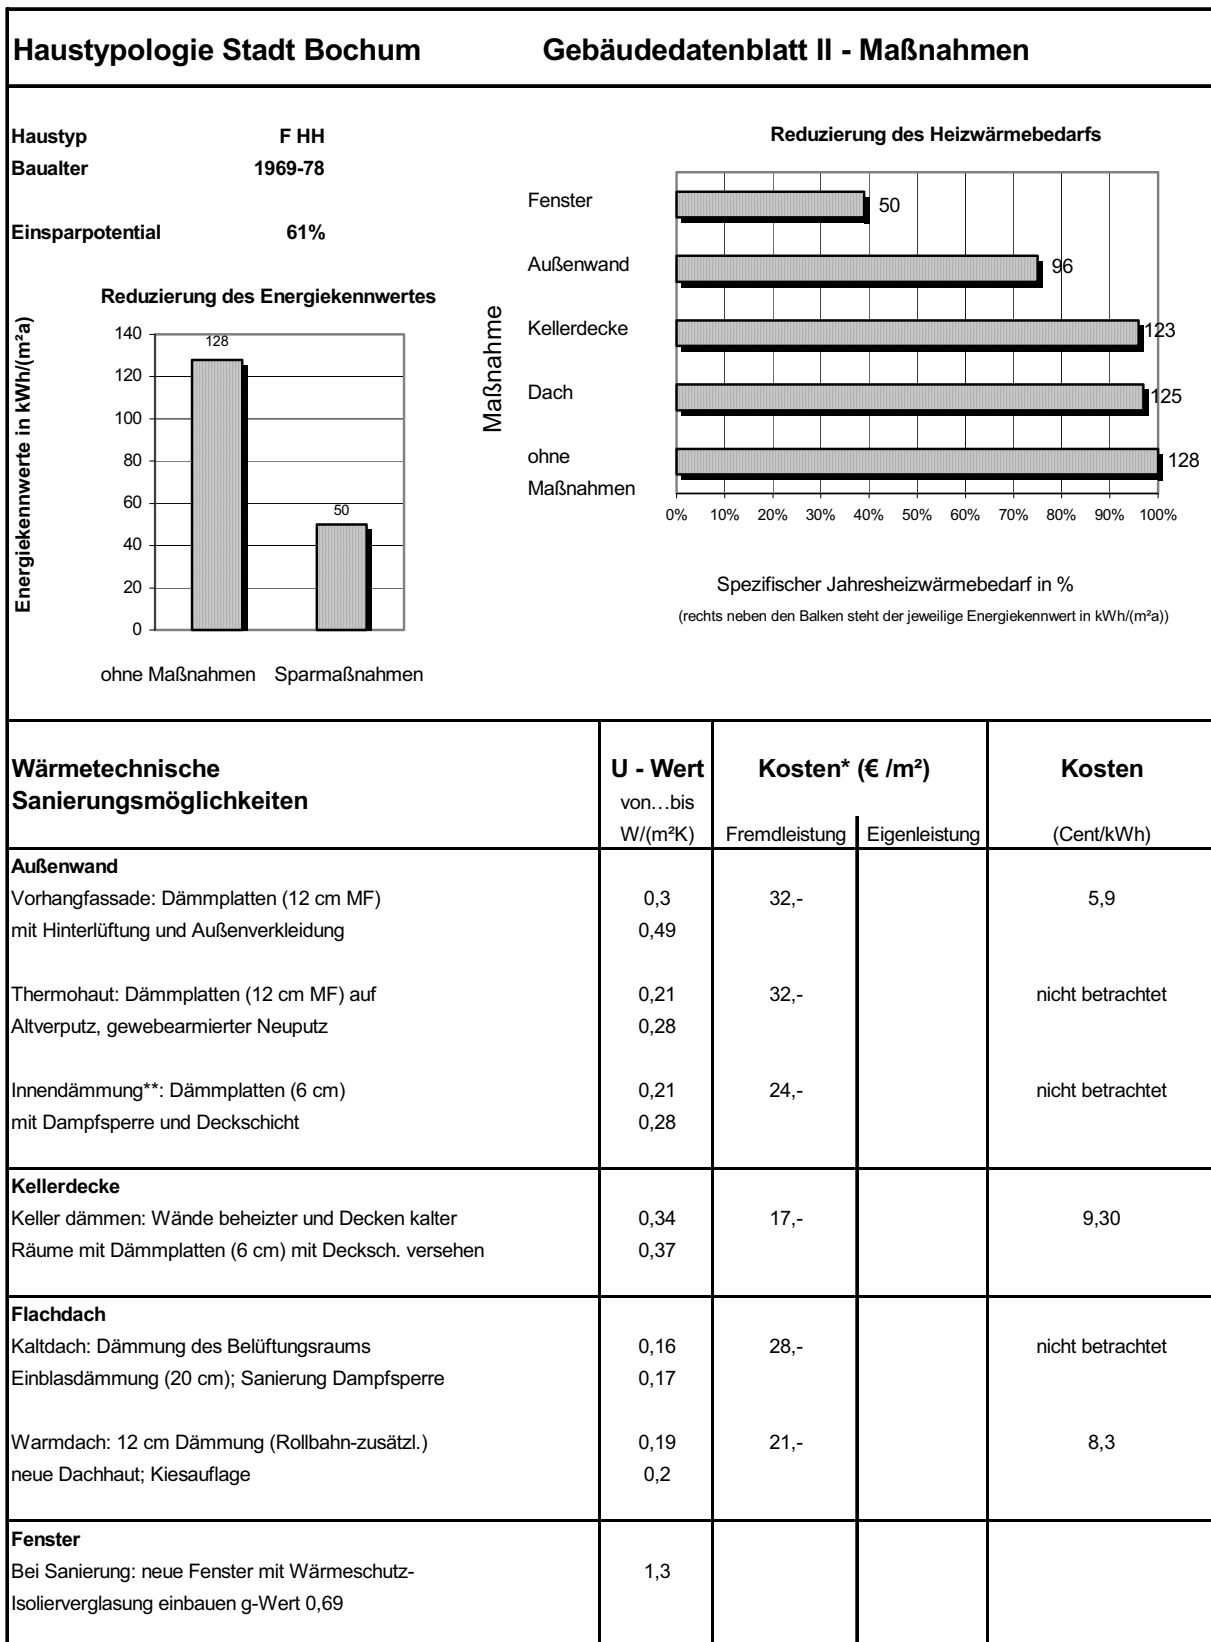 Haustypologie Stadt Bochum Gebäudedatenblatt II - Maßnahmen
Haustyp F HH
Baualter 1969-78
Einsparpotential 61%
Reduzierung des Energiekennwertes
Energiekennwerte in kWh/(m²a)
140
120
100
80
60
40
20
0
128
50
ohne Maßnahmen Sparmaßnahmen
Reduzierung des Heizwärmebedarfs
Maßnahme
Fenster 50
Außenwand 96
Kellerdecke 123
Dach 125
ohne
Maßnahmen 128
0% 10% 20% 30% 40% 50% 60% 70% 80% 90% 100%
Spezifischer Jahresheizwärmebedarf in %
(rechts neben den Balken steht der jeweilige Energiekennwert in kWh/(m²a))
Wärmetechnische U - Wert Kosten* (€ /m²) Kosten
Sanierungsmöglichkeiten von…bis
W/(m²K) Fremdleistung Eigenleistung (Cent/kWh)
Außenwand
Vorhangfassade: Dämmplatten (12 cm MF) 0,3 32,- 5,9
mit Hinterlüftung und Außenverkleidung 0,49
Thermohaut: Dämmplatten (12 cm MF) auf 0,21 32,- nicht betrachtet
Altverputz, gewebearmierter Neuputz 0,28
Innendämmung**: Dämmplatten (6 cm) 0,21 24,- nicht betrachtet
mit Dampfsperre und Deckschicht 0,28
Kellerdecke
Keller dämmen: Wände beheizter und Decken kalter 0,34 17,- 9,30
Räume mit Dämmplatten (6 cm) mit Decksch. versehen 0,37
Flachdach
Kaltdach: Dämmung des Belüftungsraums 0,16 28,- nicht betrachtet
Einblasdämmung (20 cm); Sanierung Dampfsperre 0,17
Warmdach: 12 cm Dämmung (Rollbahn-zusätzl.) 0,19 21,- 8,3
neue Dachhaut; Kiesauflage 0,2
Fenster
Bei Sanierung: neue Fenster mit Wärmeschutz- 1,3
Isolierverglasung einbauen g-Wert 0,69